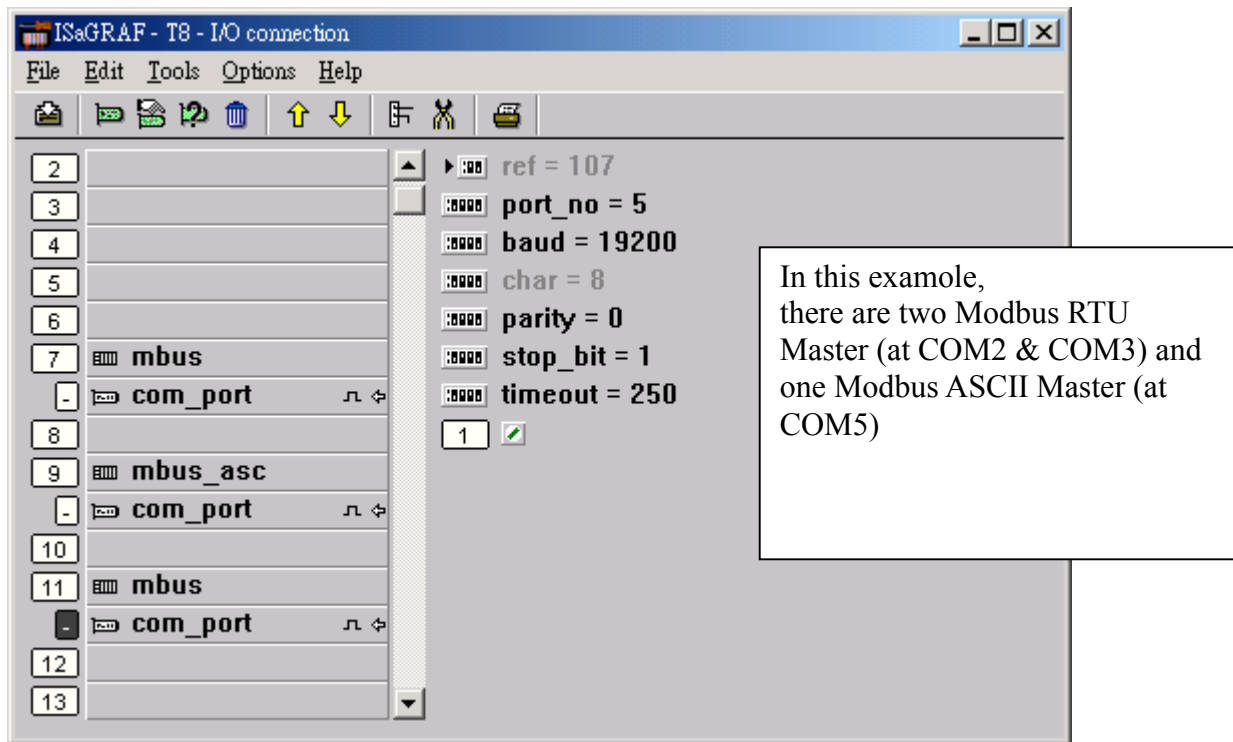 ISaGRAF - T8 - I/O connection
File Edit Tools Options Help
2
3
4
5
6
7 mbus
- com_port
8
9 mbus_asc
- com_port
10
11 mbus
- com_port
12
13
ref = 107
port_no = 5
baud = 19200
char = 8
parity = 0
stop_bit = 1
timeout = 250
1
In this examole,
there are two Modbus RTU
Master (at COM2 & COM3) and
one Modbus ASCII Master (at
COM5)